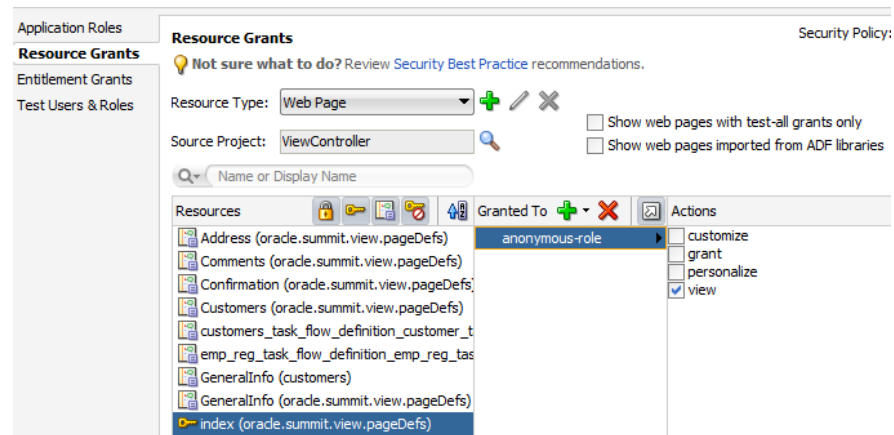 Application Roles
Resource Grants
Entitlement Grants
Test Users & Roles
Resource Grants
Security Policy:
Not sure what to do? Review Security Best Practice recommendations.
Resource Type: Web Page
Show web pages with test-all grants only
Source Project: ViewController
Show web pages imported from ADF libraries
Name or Display Name
Resources
Granted To
Actions
Address (oracle.summit.view.pageDefs)
Comments (oracle.summit.view.pageDefs)
Confirmation (oracle.summit.view.pageDefs)
Customers (oracle.summit.view.pageDefs)
customers_task_flow_definition_customer_t
emp_reg_task_flow_definition_emp_reg_tas
GeneralInfo (customers)
GeneralInfo (oracle.summit.view.pageDefs)
index (oracle.summit.view.pageDefs)
anonymous-role
customize
grant
personalize
view